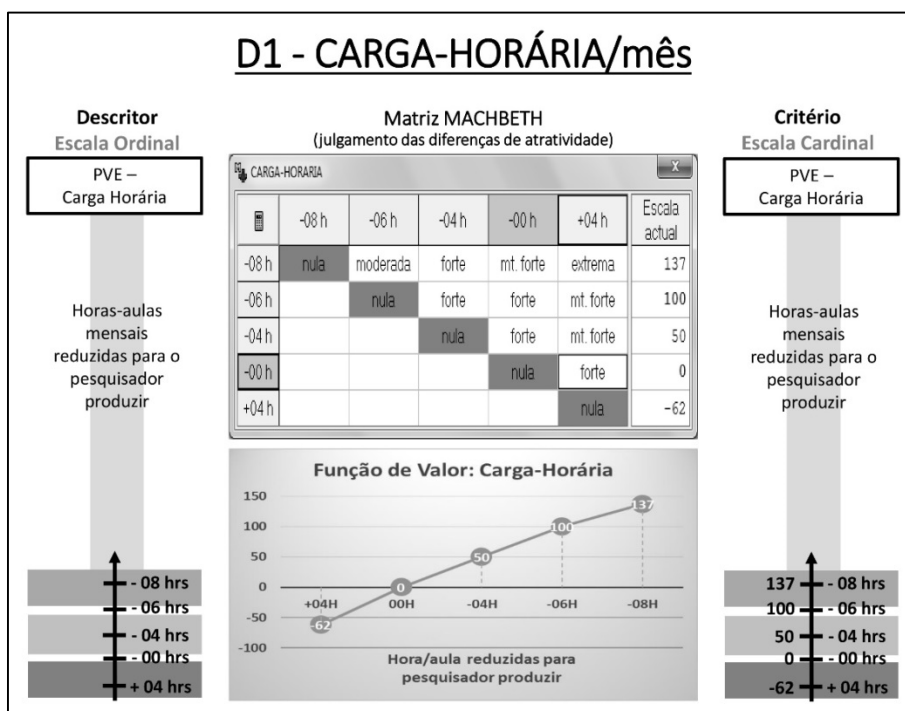 D1 - CARGA-HORÁRIA/mês
Descritor
Escala Ordinal
PVE –
Carga Horária
Horas-aulas
mensais
reduzidas para o
pesquisador
produzir
- 08 hrs
- 06 hrs
- 04 hrs
- 00 hrs
+ 04 hrs
Matriz MACHBETH
(julgamento das diferenças de atratividade)
CARGA-HORARIA X
-08 h -06 h -04 h -00 h +04 h Escala
actual
-08 h nula moderada forte mt. forte extrema 137
-06 h nula forte forte mt. forte 100
-04 h nula forte mt. forte 50
-00 h nula forte 0
+04 h nula -62
Função de Valor: Carga-Horária
150
100
50
0
-50
-100
-62
0
50
100
137
+04H 00H -04H -06H -08H
Hora/aula reduzidas para
pesquisador produzir
Critério
Escala Cardinal
PVE –
Carga Horária
Horas-aulas
mensais
reduzidas para o
pesquisador
produzir
137 - 08 hrs
100 - 06 hrs
50 - 04 hrs
0 - 00 hrs
-62 + 04 hrs